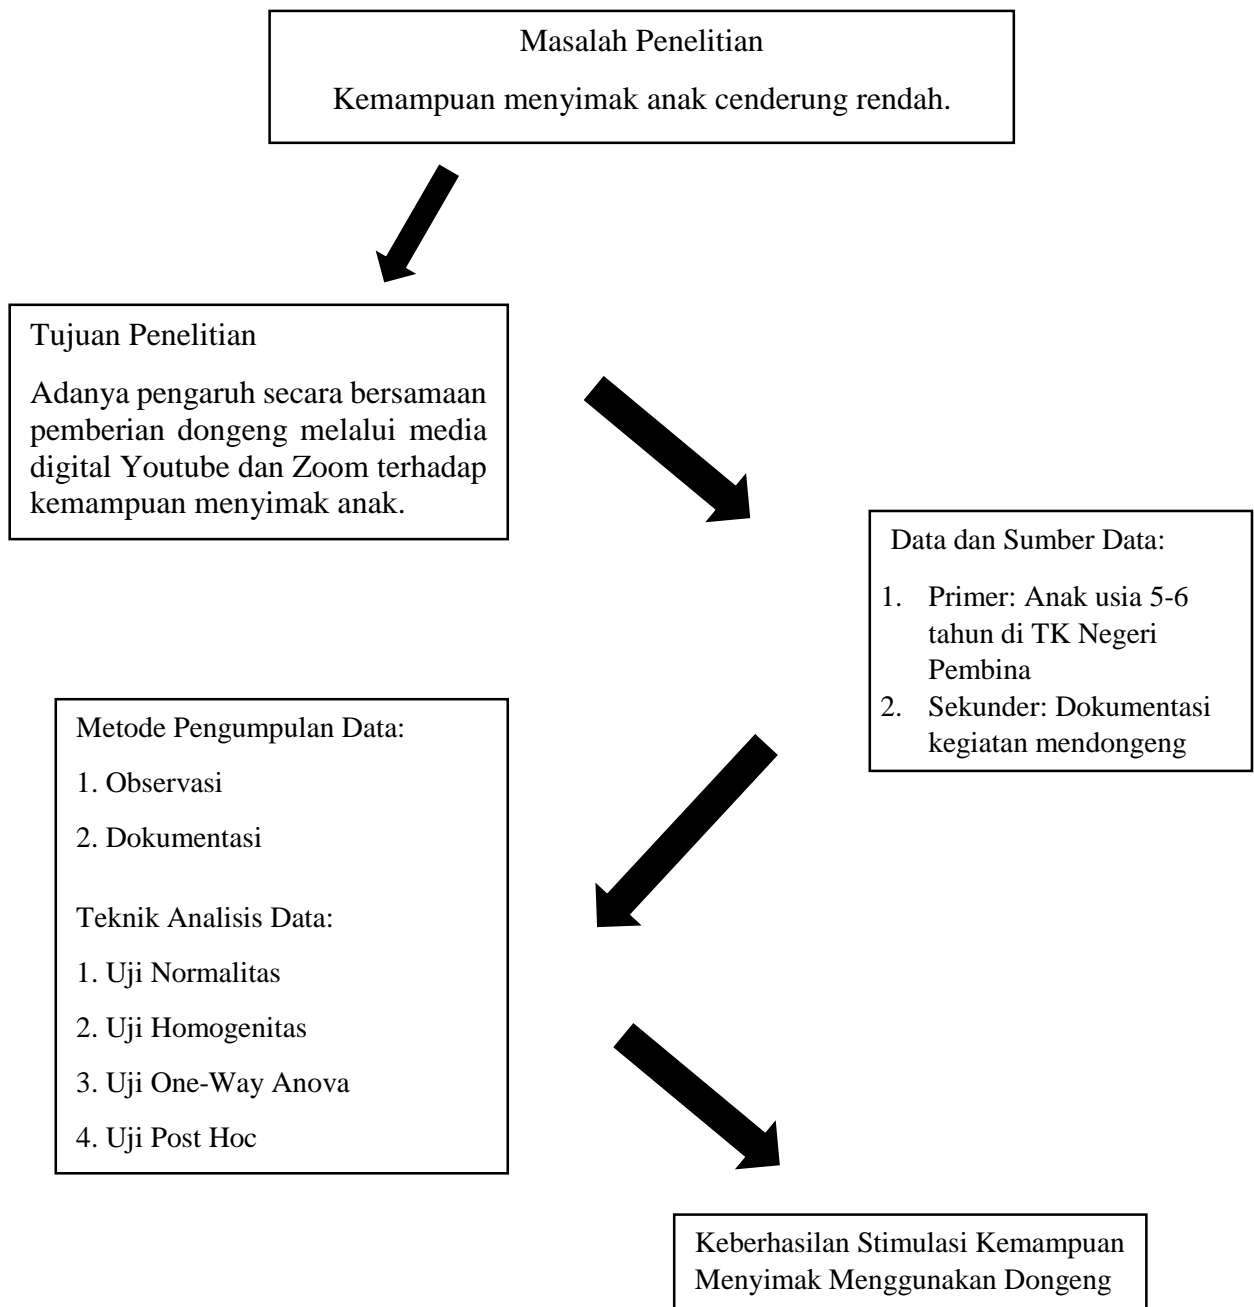 Masalah Penelitian
Kemampuan menyimak anak cenderung rendah.
Tujuan Penelitian
Adanya pengaruh secara bersamaan
pemberian dongeng melalui media
digital Youtube dan Zoom terhadap
kemampuan menyimak anak.
Data dan Sumber Data:
1. Primer: Anak usia 5-6
tahun di TK Negeri
Pembina
2. Sekunder: Dokumentasi
kegiatan mendongeng
Metode Pengumpulan Data:
1. Observasi
2. Dokumentasi
Teknik Analisis Data:
1. Uji Normalitas
2. Uji Homogenitas
3. Uji One-Way Anova
4. Uji Post Hoc
Keberhasilan Stimulasi Kemampuan
Menyimak Menggunakan Dongeng